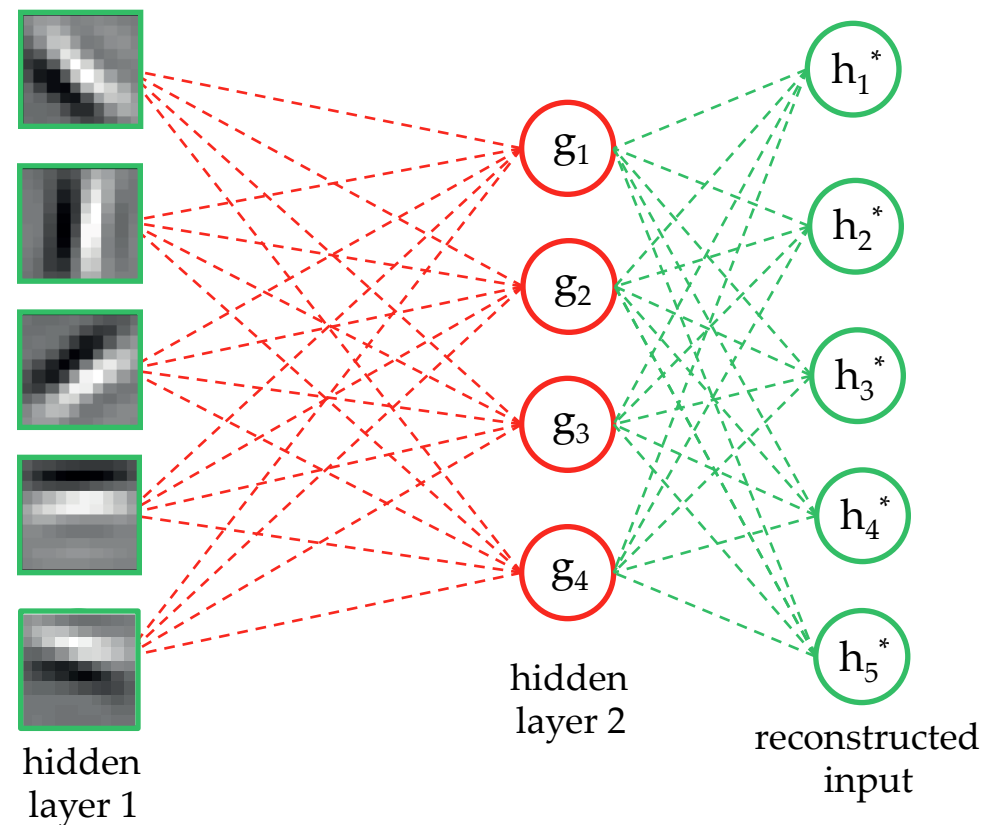 h₁*
g₁
h₂*
g₂
h₃*
g₃
h₄*
g₄
h₅*
hidden
layer 1
hidden
layer 2
reconstructed
input